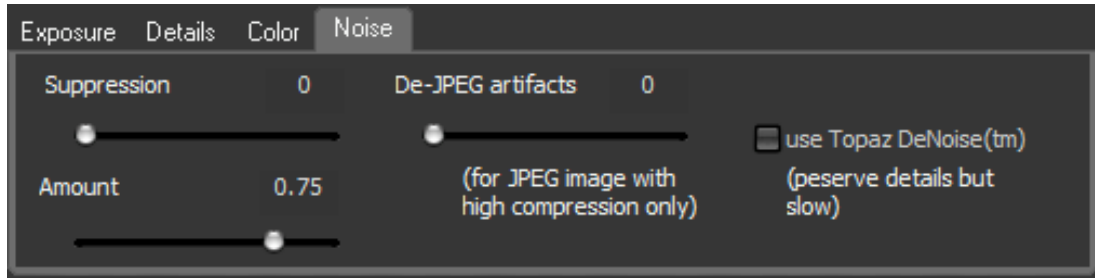 Exposure Details Color Noise
Suppression 0 De-JPEG artifacts 0
use Topaz DeNoise(tm)
Amount 0.75 (for JPEG image with (peserve details but
high compression only) slow)